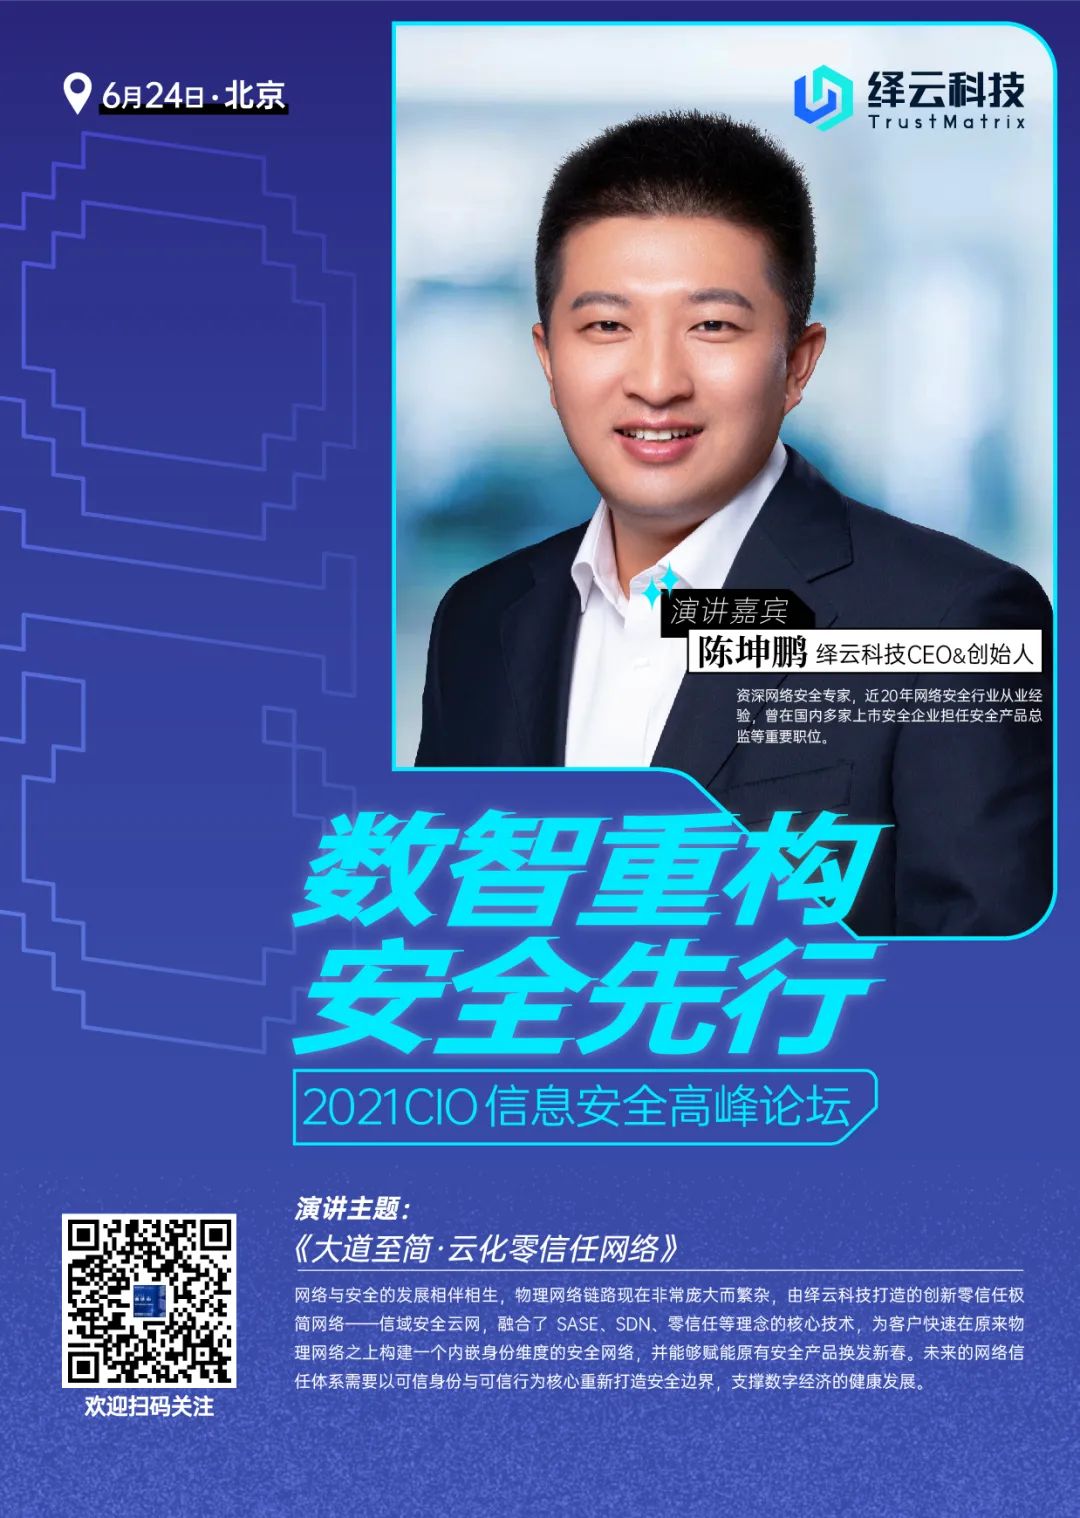 6月24日·北京
绎云科技
TrustMatrix
演讲嘉宾
陈坤鹏 绎云科技CEO&创始人
资深网络安全专家，近20年网络安全行业从业经
验，曾在国内多家上市安全企业担任安全产品总
监等重要职位。
数智重构
安全先行
2021CIO信息安全高峰论坛
演讲主题：
《大道至简·云化零信任网络》
网络与安全的发展相伴相生，物理网络链路现在非常庞大而繁杂，由绎云科技打造的创新零信任极
简网络——信域安全云网，融合了 SASE、SDN、零信任等理念的核心技术，为客户快速在原来物
理网络之上构建一个内嵌身份维度的安全网络，并能够赋能原有安全产品换发新春。未来的网络信
任体系需要以可信身份与可信行为核心重新打造安全边界，支撑数字经济的健康发展。
欢迎扫码关注